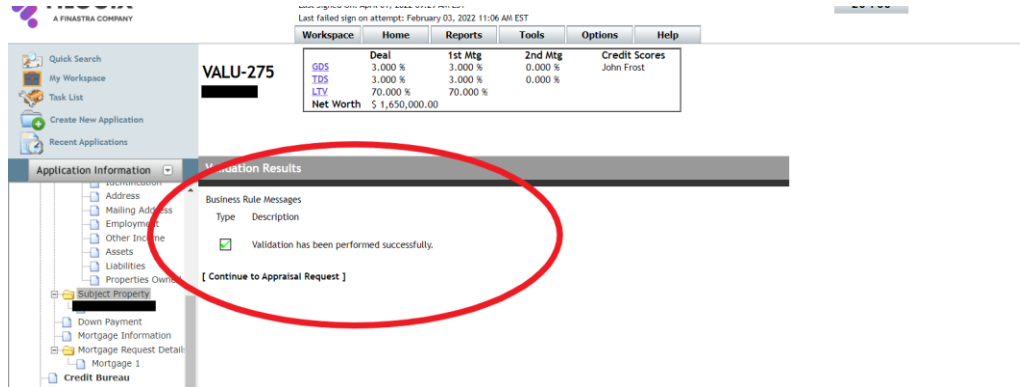 A FINASTRA COMPANY
Last failed sign on attempt: February 03, 2022 11:06 AM EST
Workspace Home Reports Tools Options Help
Quick Search
My Workspace
Task List
Create New Application
Recent Applications
VALU-275
Deal 1st Mtg 2nd Mtg Credit Scores
GDS 3.000 % 3.000 % 0.000 % John Frost
TDS 3.000 % 3.000 % 0.000 %
LTV 70.000 % 70.000 %
Net Worth $ 1,650,000.00
Application Information
Identification
Address
Mailing Address
Employment
Other Income
Assets
Liabilities
Properties Owned
Subject Property
Down Payment
Mortgage Information
Mortgage Request Details
Mortgage 1
Credit Bureau
Validation Results
Business Rule Messages
Type Description
Validation has been performed successfully.
[ Continue to Appraisal Request ]